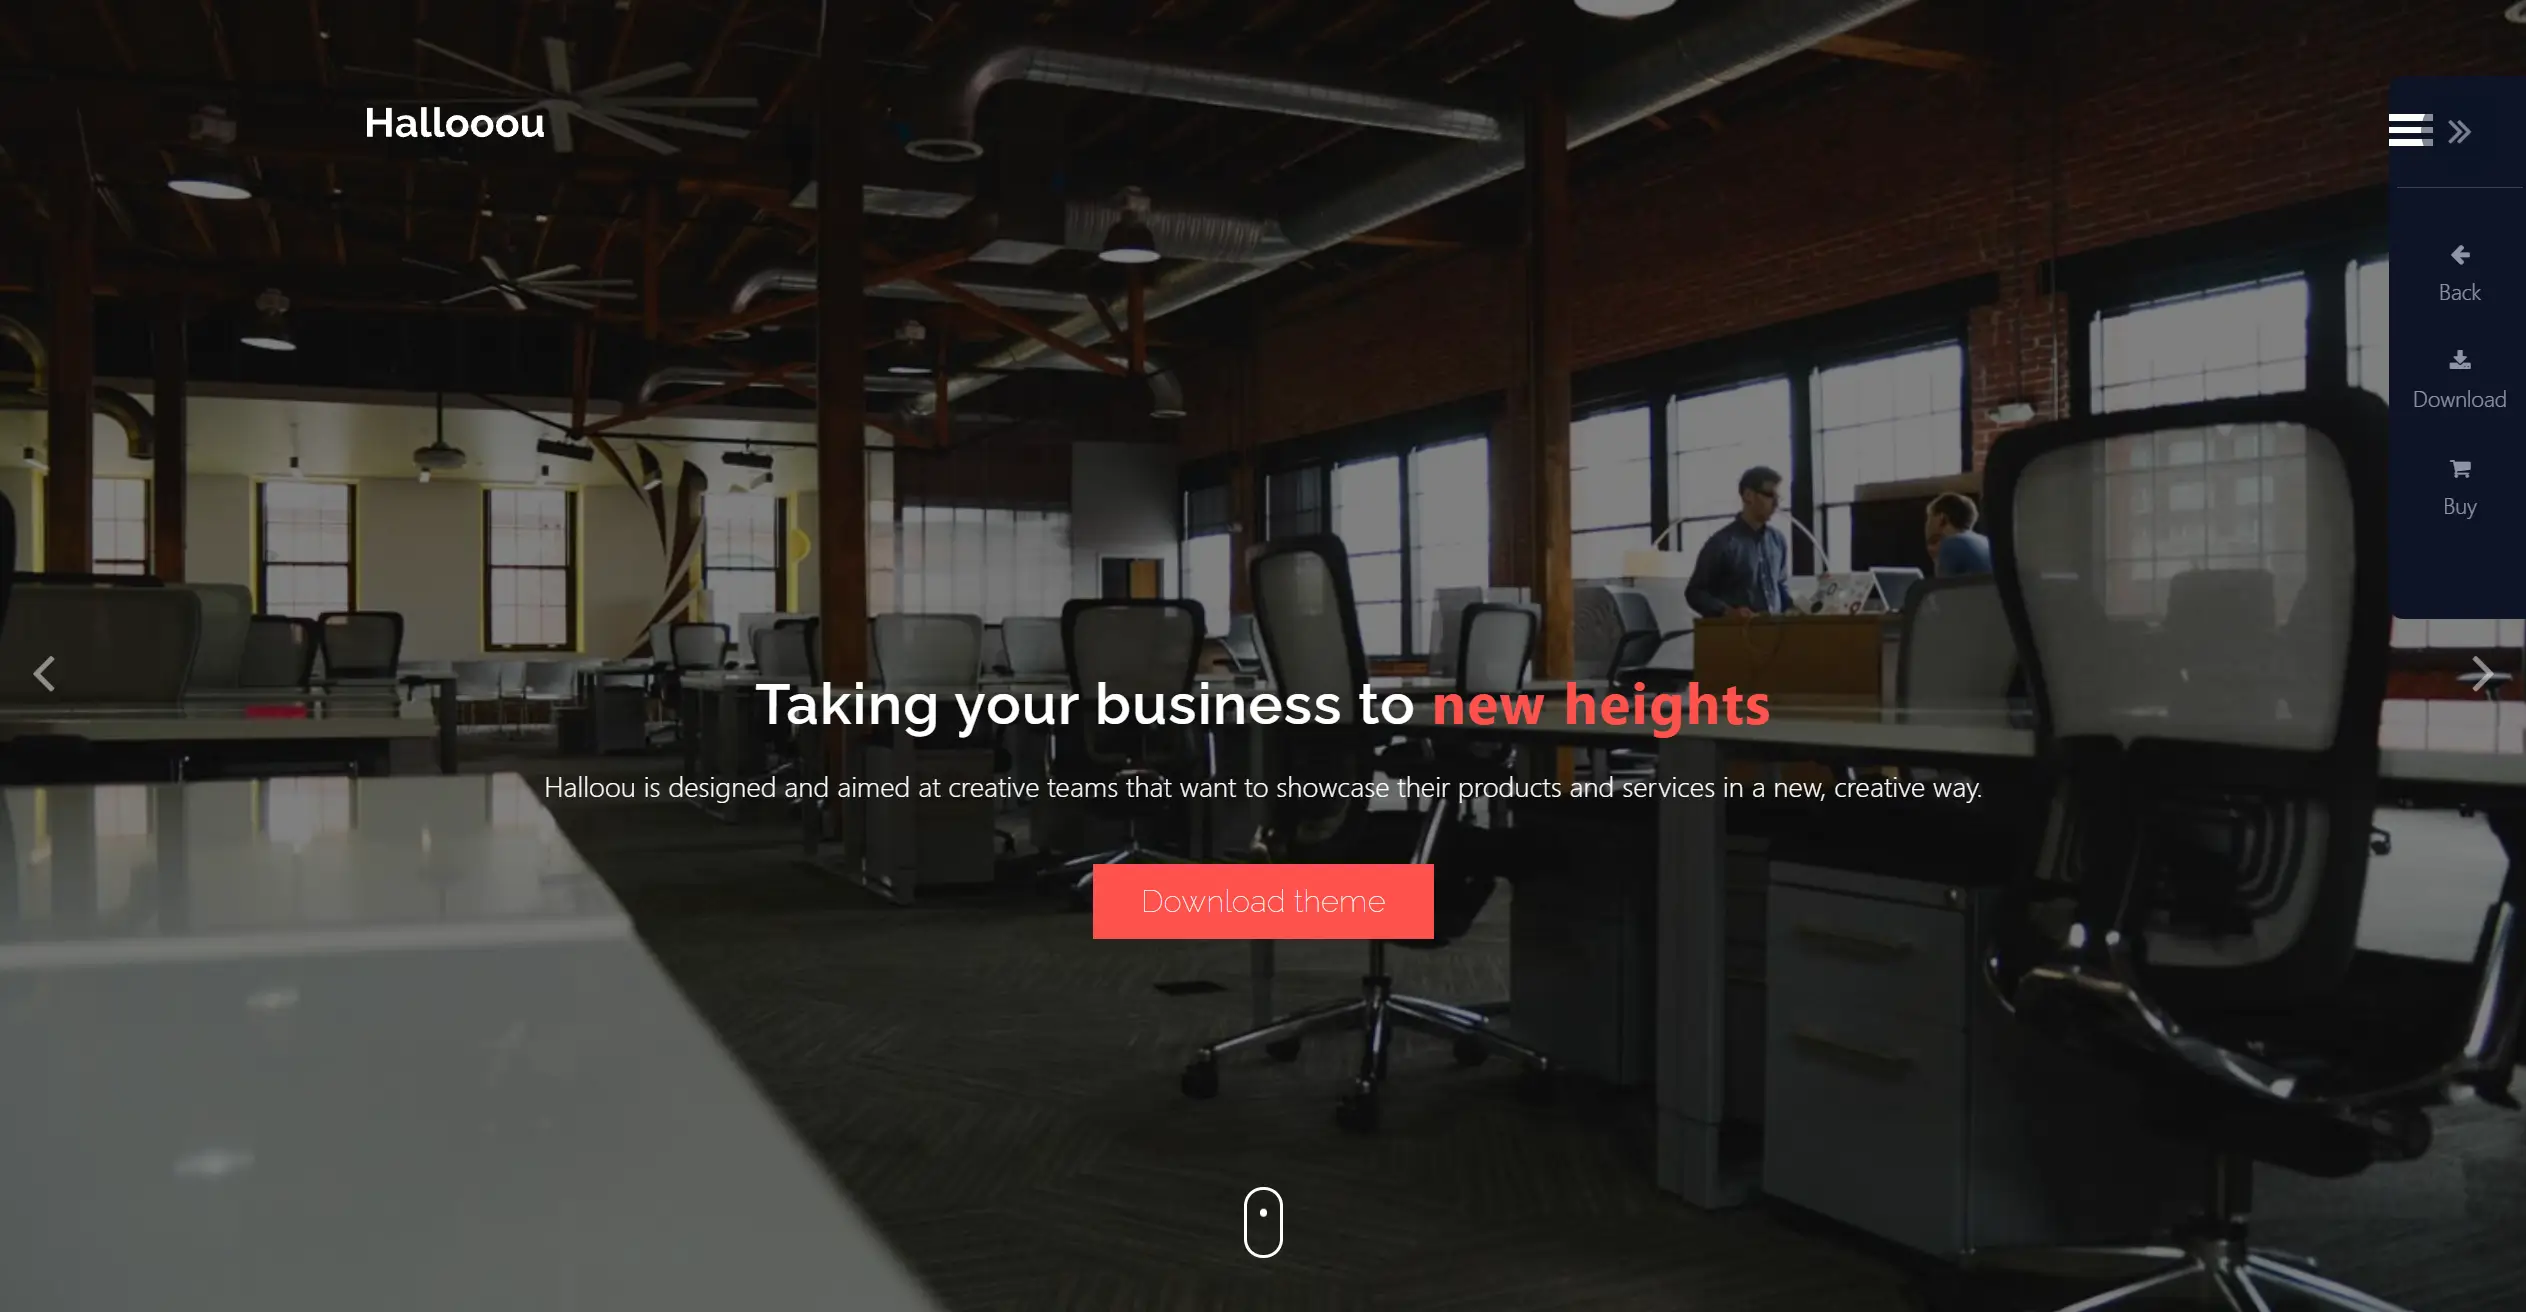 Hallooou
Back
Download
Buy
Taking your business to new heights
Halloou is designed and aimed at creative teams that want to showcase their products and services in a new, creative way.
Download theme